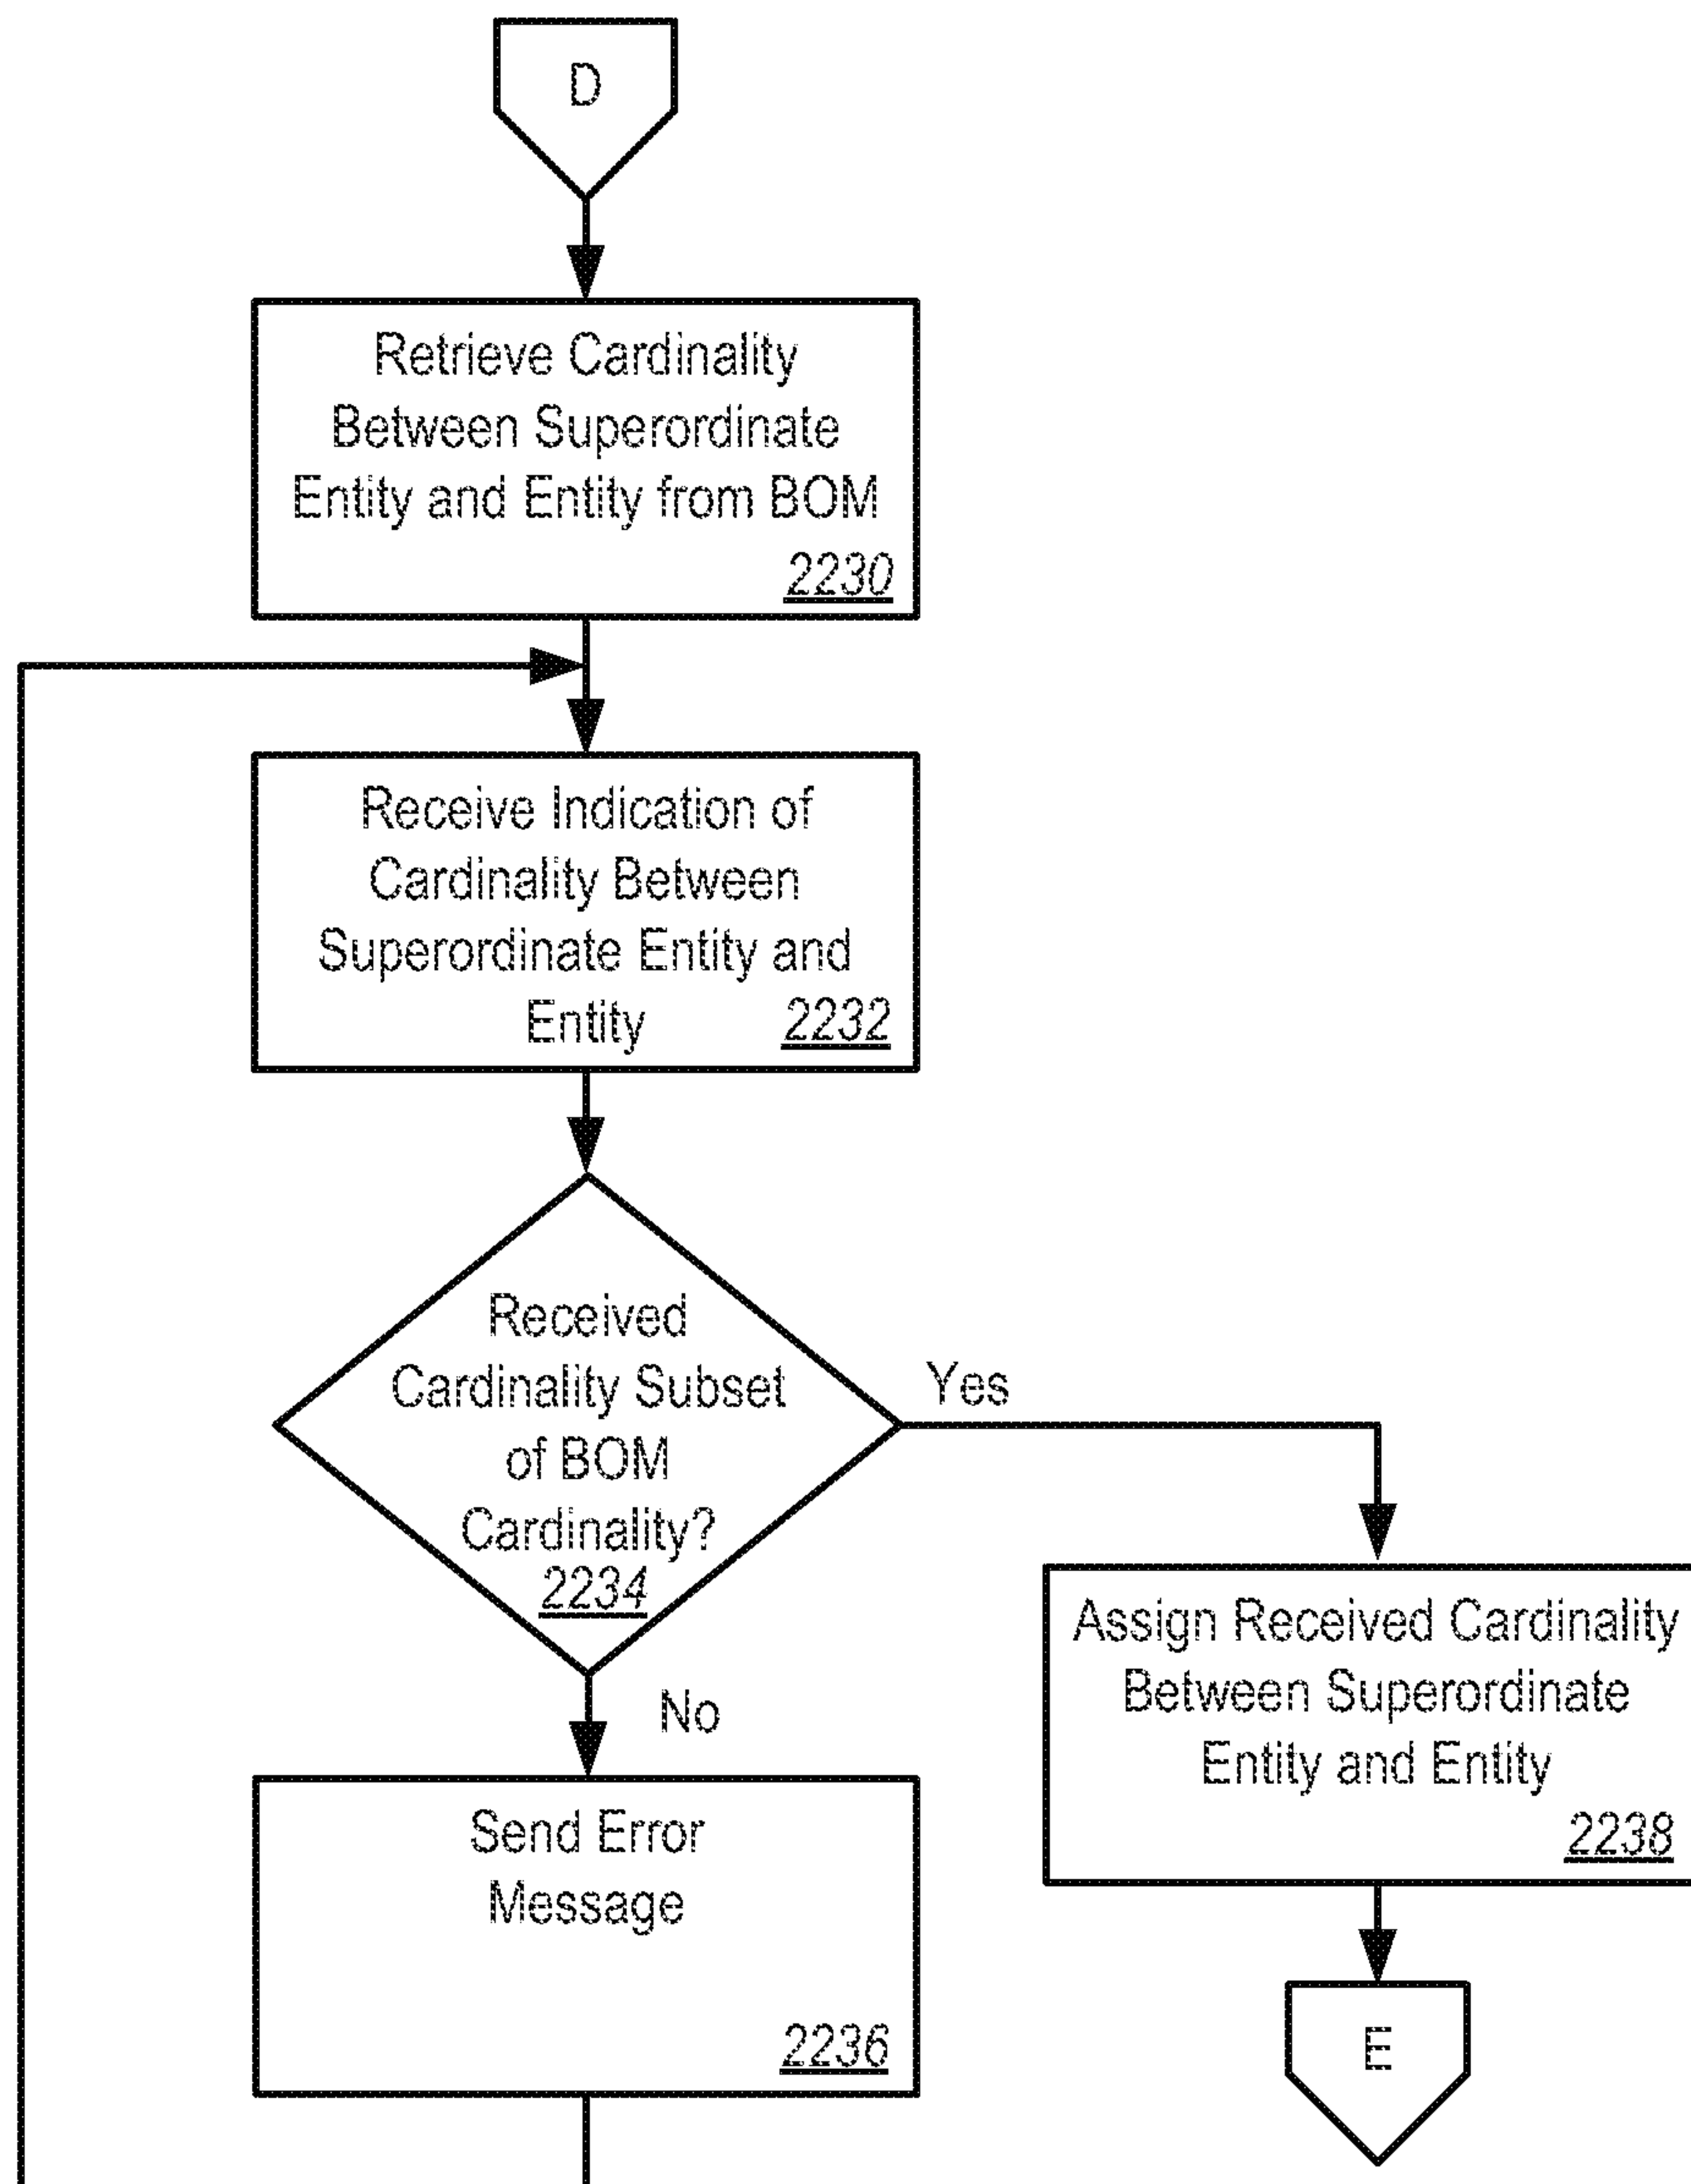 D
Retrieve Cardinality
Between Superordinate
Entity and Entity from BOM
2230
Receive Indication of
Cardinality Between
Superordinate Entity and
Entity 2232
Received
Cardinality Subset
of BOM
Cardinality?
2234
Yes
No
Assign Received Cardinality
Between Superordinate
Entity and Entity
2238
Send Error
Message
2236
E